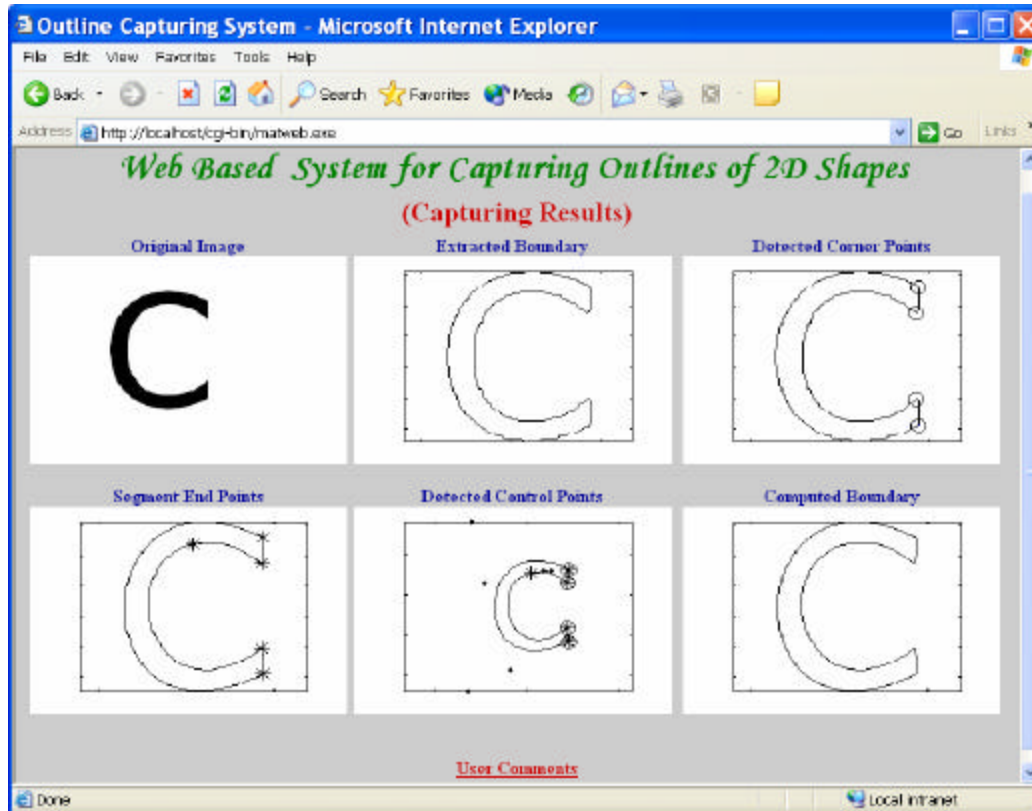 Outline Capturing System - Microsoft Internet Explorer
File Edit View Favorites Tools Help
Back Search Favorites Media
Address http://localhost/cgi-bin/matweb.exe Go Links
Web Based System for Capturing Outlines of 2D Shapes
(Capturing Results)
Original Image Extracted Boundary Detected Corner Points
C
Segment End Points Detected Control Points Computed Boundary
User Comments
Done Local intranet